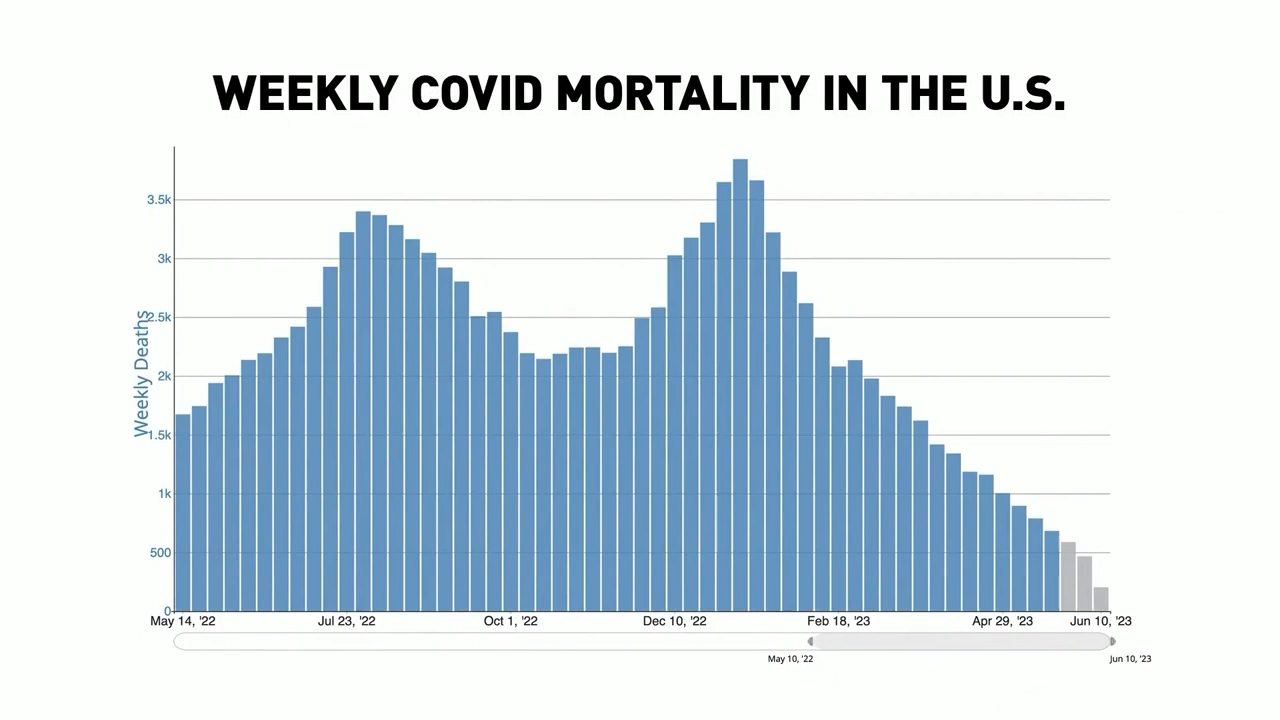 WEEKLY COVID MORTALITY IN THE U.S.
Weekly Deaths
3.5k
3k
2.5k
2k
1.5k
1k
500
0
May 14, '22 Jul 23, '22 Oct 1, '22 Dec 10, '22 Feb 18, '23 Apr 29, '23 Jun 10, '23
May 10, '22 Jun 10, '23